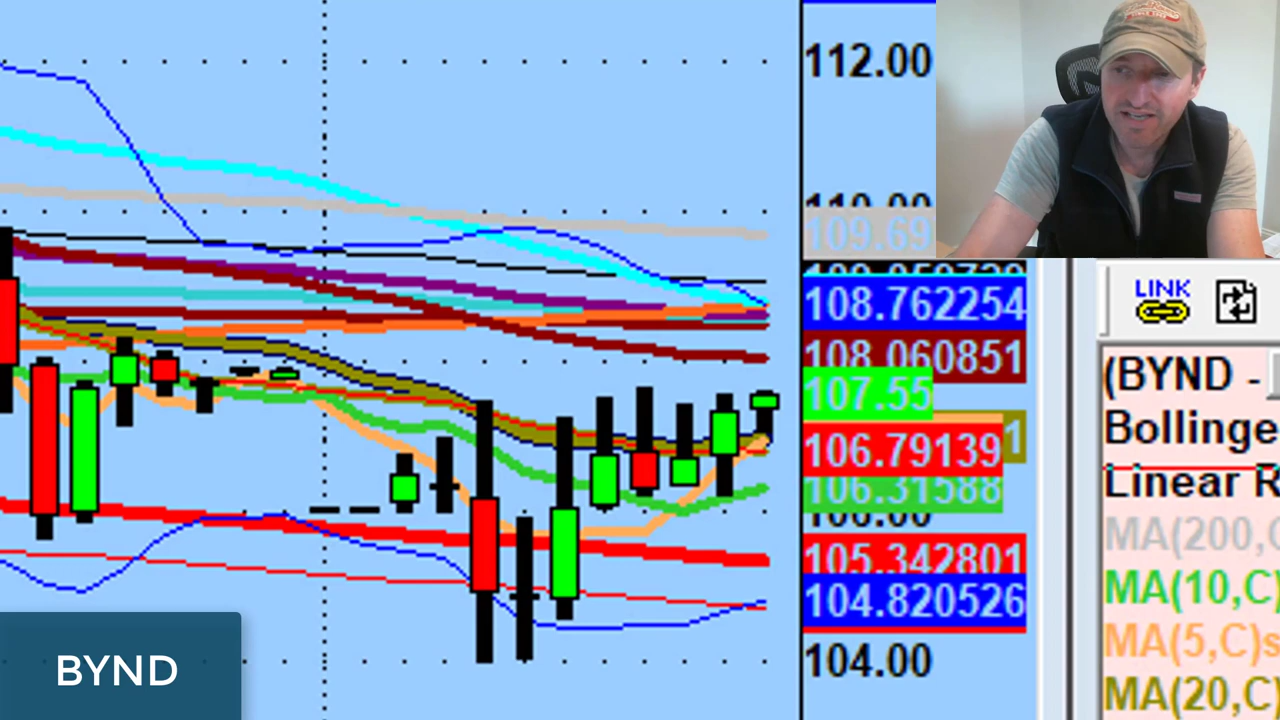 112.00
109.69
108.762254
108.060851
107.55
106.79139
106.31588
105.342801
104.820526
104.00
LINK
(BYND -
Bollinge
Linear R
MA(200,
MA(10,C)
MA(5,C)s
MA(20,C)
BYND